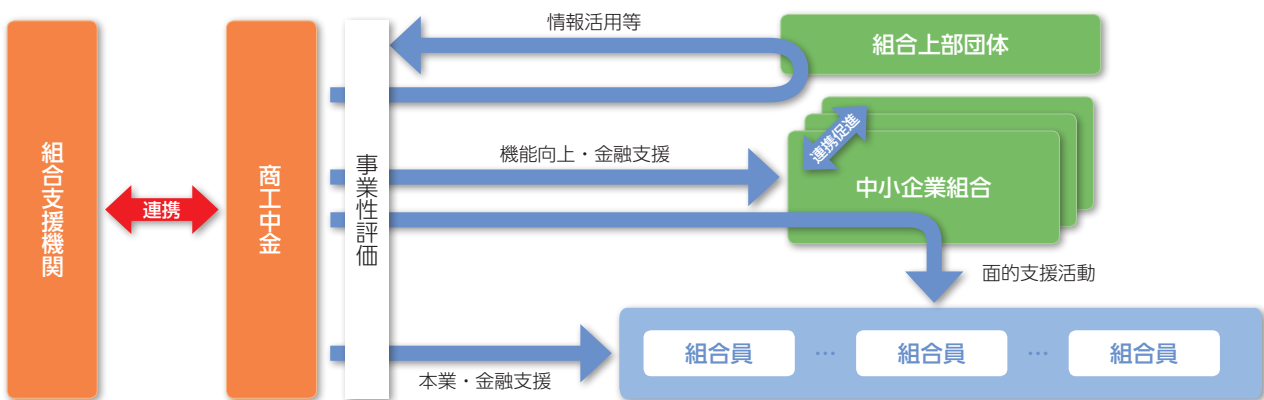 組合支援機関
連携
商工中金
事業性評価
情報活用等
組合上部団体
連携促進
機能向上・金融支援
中小企業組合
面的支援活動
組合員
…
組合員
…
組合員
本業・金融支援